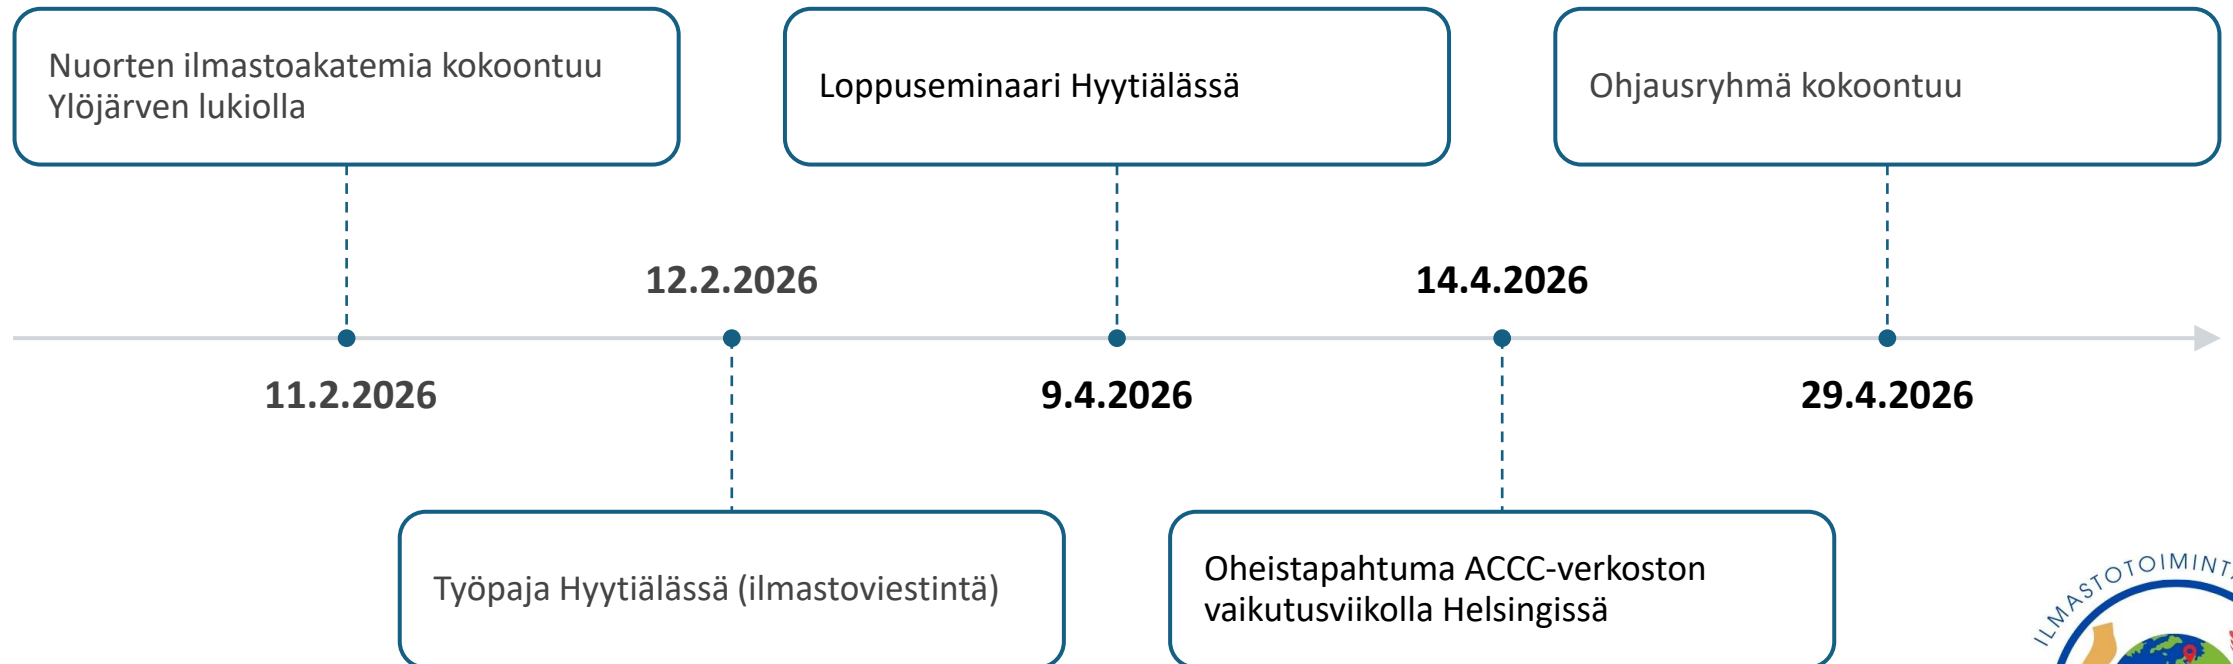 Nuorten ilmastoakatemia kokoontuu
Ylöjärven lukiolla
Loppuseminaari Hyytiälässä
Ohjausryhmä kokoontuu
12.2.2026
14.4.2026
11.2.2026
9.4.2026
29.4.2026
Työpaja Hyytiälässä (ilmastoviestintä)
Oheistapahtuma ACCC-verkoston
vaikutusviikolla Helsingissä